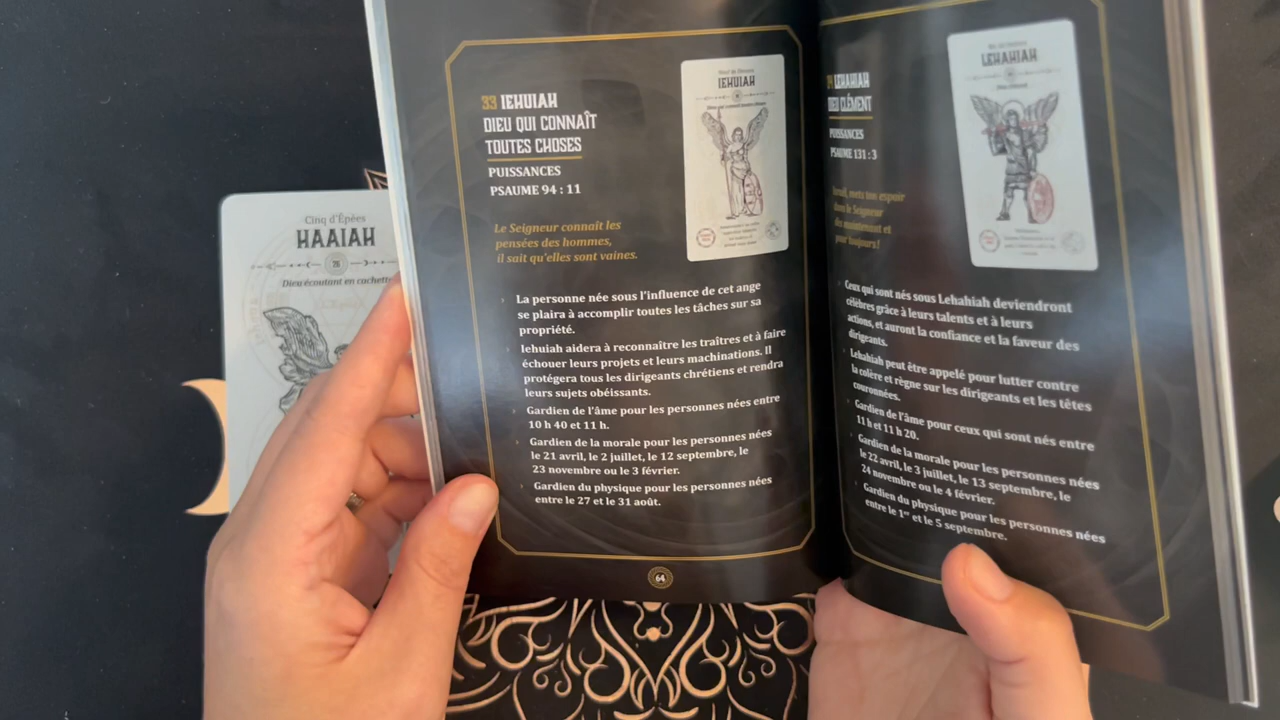 Cinq d'Épées
HAAIAH
26
Dieu écoutant en cachette
33 IEHUIAH
DIEU QUI CONNAÎT
TOUTES CHOSES
PUISSANCES
PSAUME 94 : 11
Le Seigneur connaît les
pensées des hommes,
il sait qu'elles sont vaines.
IEHUIAH
La personne née sous l'influence de cet ange
se plaira à accomplir toutes les tâches sur sa
propriété.
Iehuiah aidera à reconnaître les traîtres et à faire
échouer leurs projets et leurs machinations. Il
protégera tous les dirigeants chrétiens et rendra
leurs sujets obéissants.
Gardien de l'âme pour les personnes nées entre
10 h 40 et 11 h.
Gardien de la morale pour les personnes nées
le 21 avril, le 2 juillet, le 12 septembre, le
23 novembre ou le 3 février.
Gardien du physique pour les personnes nées
entre le 27 et le 31 août.
64
34 LEHAHIAH
DIEU CLÉMENT
PUISSANCES
PSAUME 131 : 3
Israël, mets ton espoir
dans le Seigneur
dès maintenant et
pour toujours !
LEHAHIAH
Ceux qui sont nés sous Lehahiah deviendront
célèbres grâce à leurs talents et à leurs
actions, et auront la confiance et la faveur des
dirigeants.
Lehahiah peut être appelé pour lutter contre
la colère et règne sur les dirigeants et les têtes
couronnées.
Gardien de l'âme pour ceux qui sont nés entre
11 h et 11 h 20.
Gardien de la morale pour les personnes nées
le 22 avril, le 3 juillet, le 13 septembre, le
24 novembre ou le 4 février.
Gardien du physique pour les personnes nées
entre le 1er et le 5 septembre.